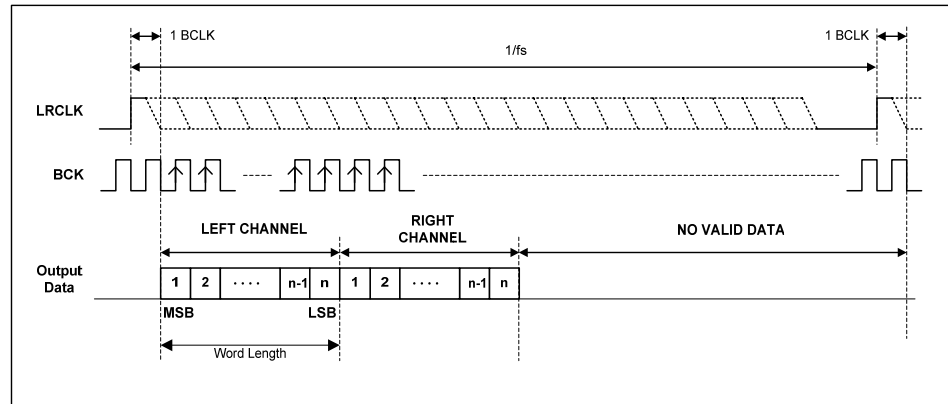 1 BCLK
1 BCLK
1/fs
LRCLK
BCK
LEFT CHANNEL
RIGHT
CHANNEL
NO VALID DATA
Output
Data
1 2 .... n-1 n 1 2 .... n-1 n
MSB
LSB
Word Length